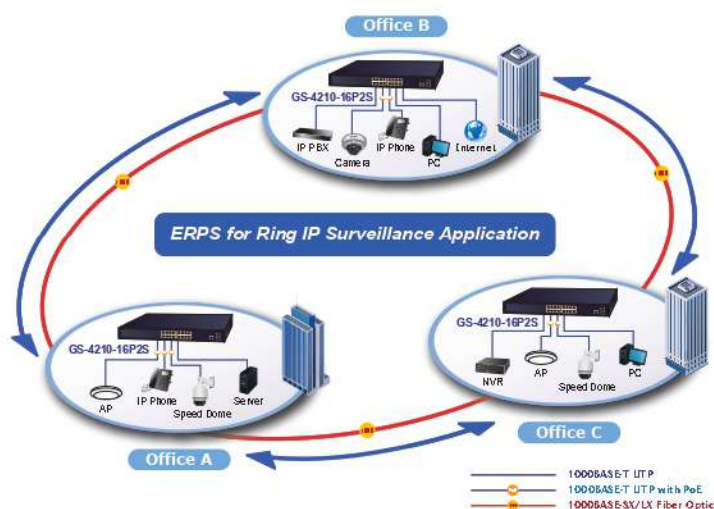 Office B
GS-4210-16P2S
IP PBX
Camera
IP Phone
PC
Internet
ERPS for Ring IP Surveillance Application
GS-4210-16P2S
AP
IP Phone
Speed Dome
Server
Office A
GS-4210-16P2S
NVR
AP
Speed Dome
PC
Office C
1000BASE-T UTP
1000BASE-T UTP with PoE
1000BASE-SX/LX Fiber Optic